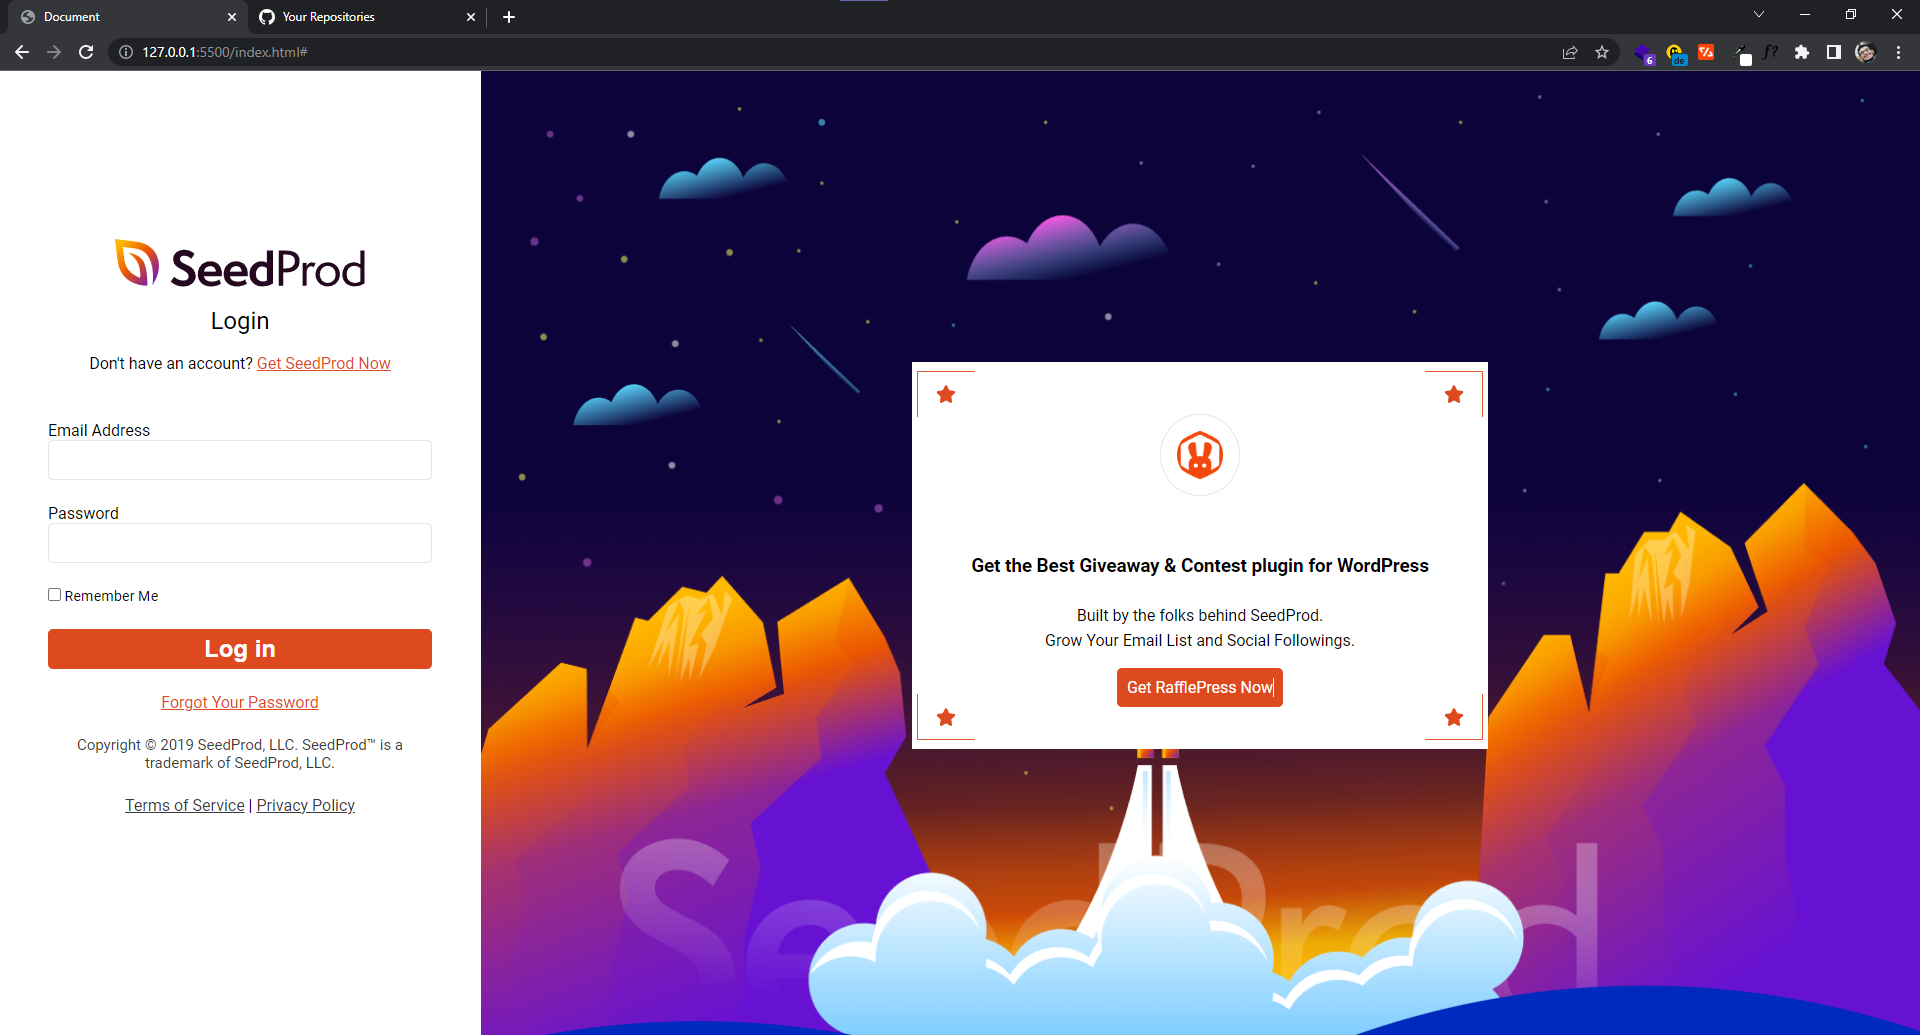 Document
Your Repositories
127.0.0.1:5500/index.html#
6
de
f?
SeedProd
Login
Don't have an account? Get SeedProd Now
Email Address
Password
Remember Me
Log in
Forgot Your Password
Copyright © 2019 SeedProd, LLC. SeedProd™ is a
trademark of SeedProd, LLC.
Terms of Service | Privacy Policy
Get the Best Giveaway & Contest plugin for WordPress
Built by the folks behind SeedProd.
Grow Your Email List and Social Followings.
Get RafflePress Now
SeedProd